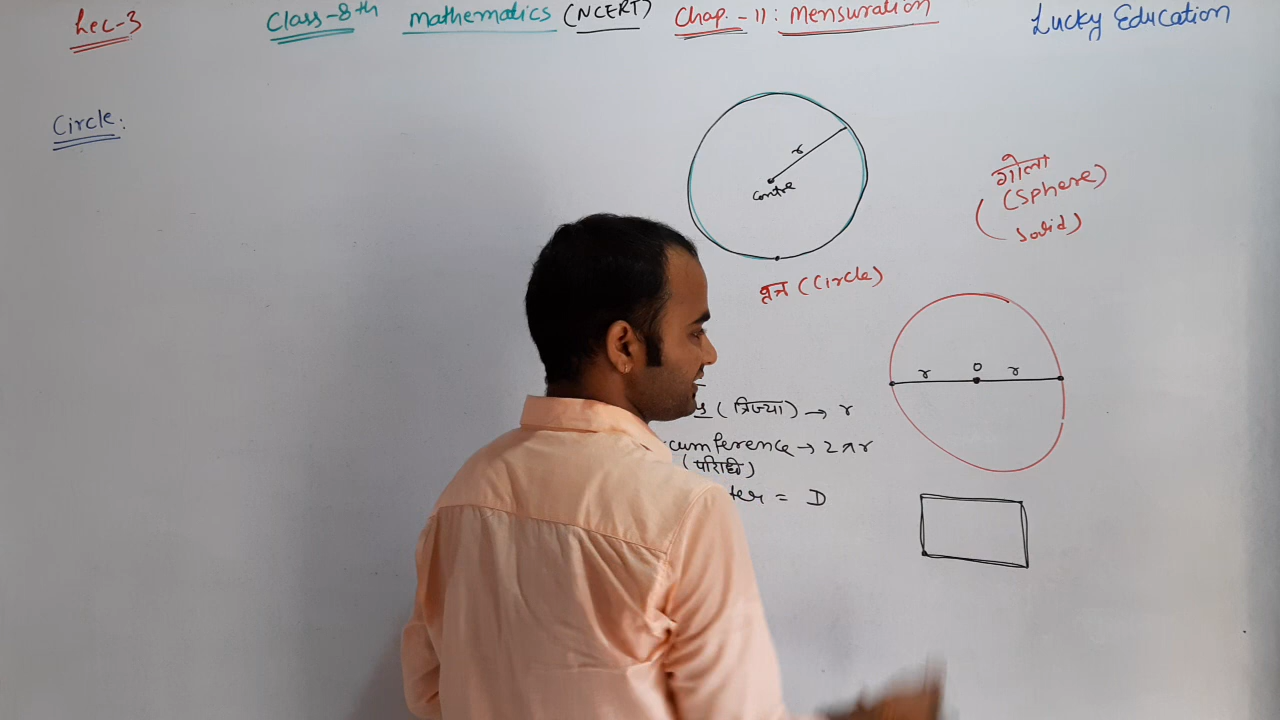 Lec-3 Class-8th Mathematics (NCERT) Chap.-11: Mensuration Lucky Education
Circle:
r
centre
वृत्त (Circle)
गोला
(Sphere)
(Solid)
r O r
(त्रिज्या) → r
cumference → 2πr
(परिधी)
ter = D